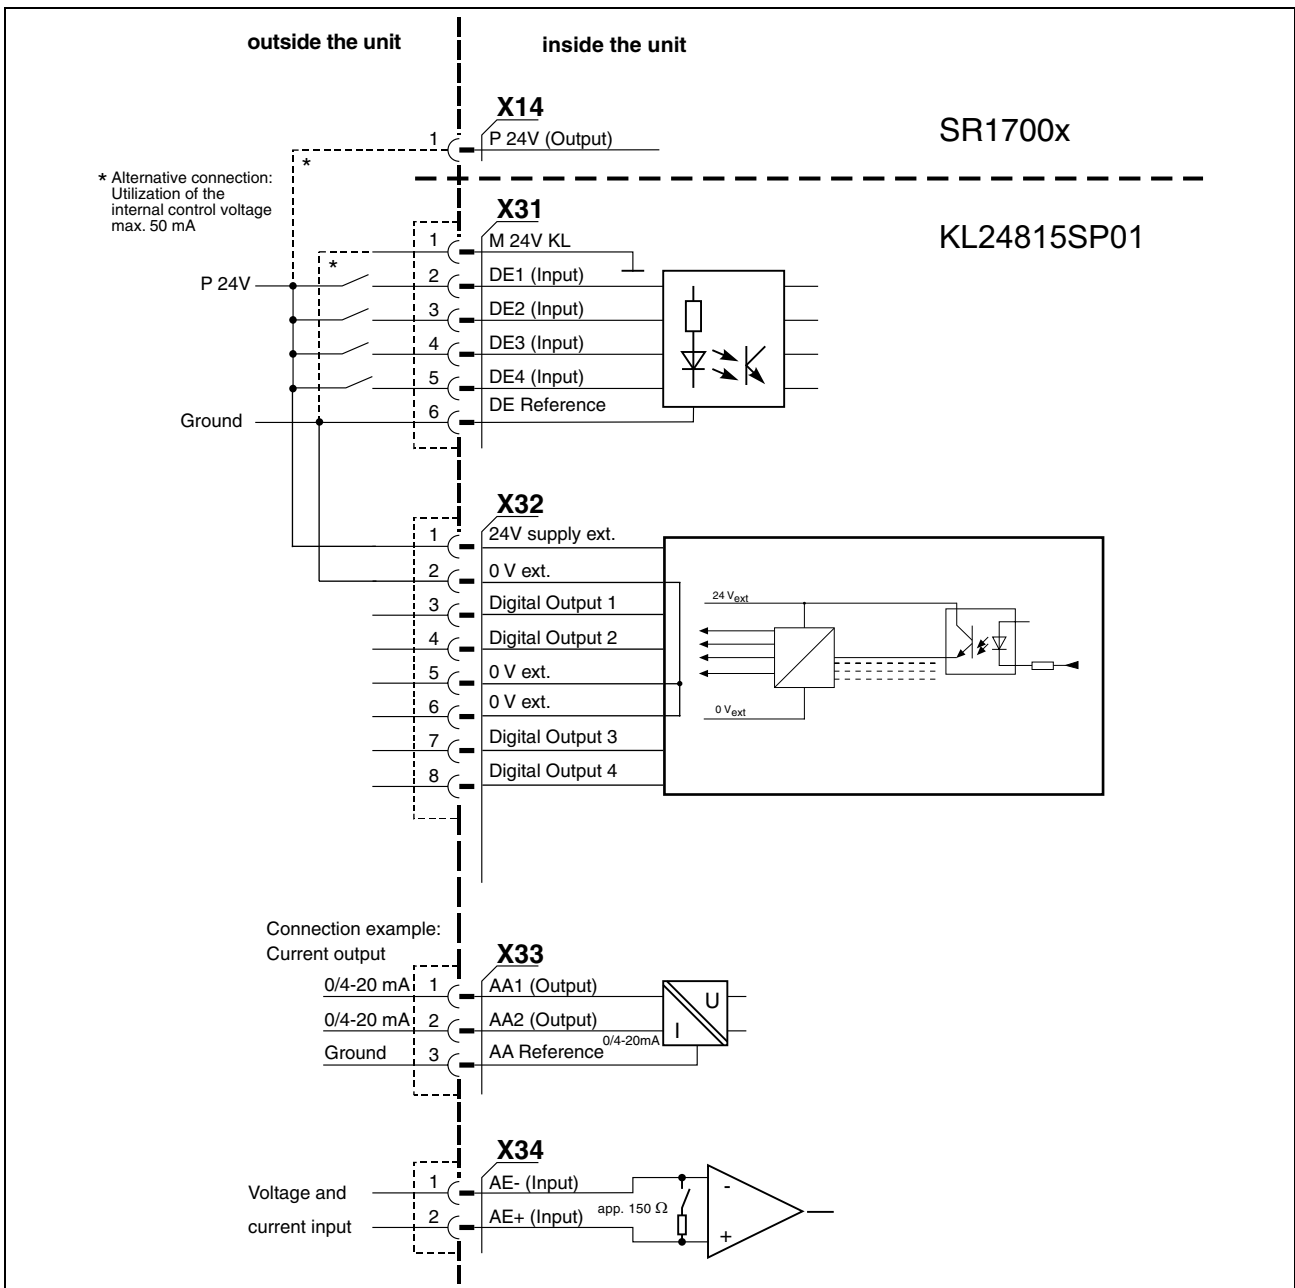 outside the unit
inside the unit
X14
1
P 24V (Output)
SR1700x
*
* Alternative connection:
Utilization of the
internal control voltage
max. 50 mA
X31
KL24815SP01
1
M 24V KL
*
P 24V
2
DE1 (Input)
3
DE2 (Input)
4
DE3 (Input)
5
DE4 (Input)
Ground
6
DE Reference
X32
1
24V supply ext.
2
0 V ext.
3
Digital Output 1
4
Digital Output 2
5
0 V ext.
6
0 V ext.
7
Digital Output 3
8
Digital Output 4
24 Vext
0 Vext
Connection example:
Current output
X33
0/4-20 mA
1
AA1 (Output)
U
0/4-20 mA
2
AA2 (Output)
I
0/4-20mA
Ground
3
AA Reference
X34
Voltage and
1
AE- (Input)
-
app. 150 Ω
current input
2
AE+ (Input)
+